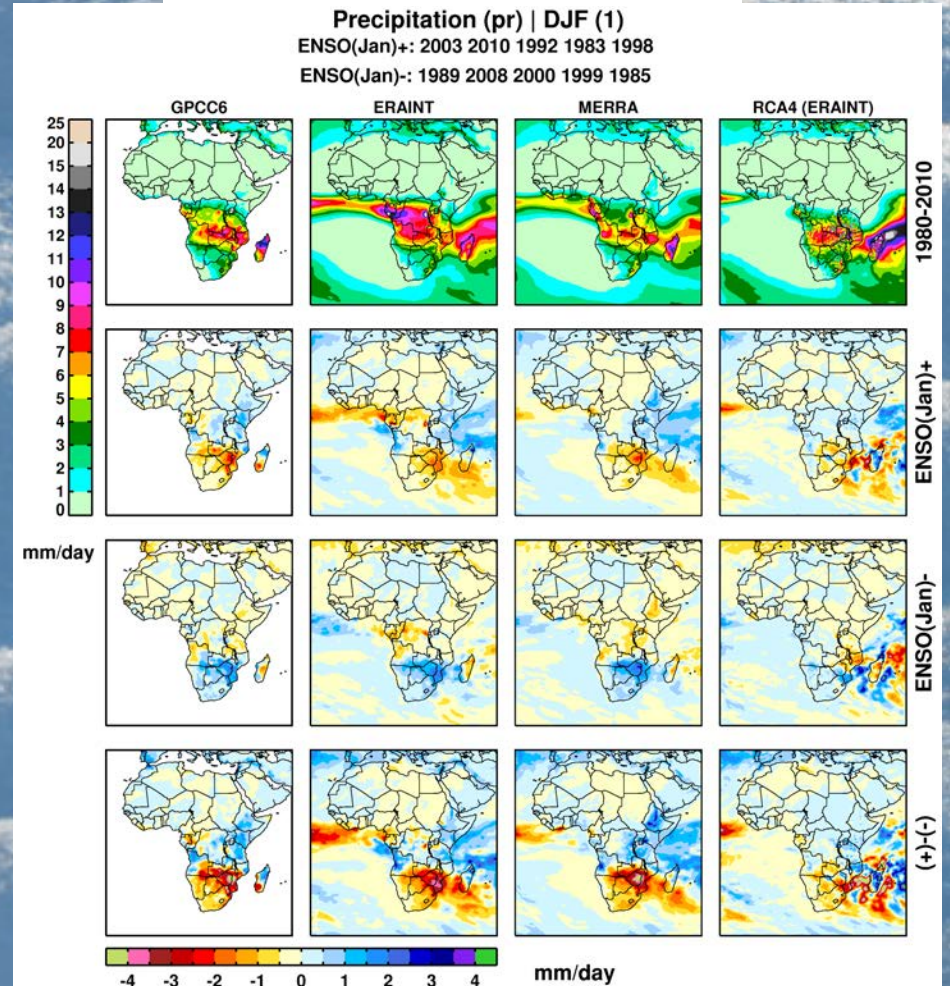 Precipitation (pr) | DJF (1)
ENSO(Jan)+: 2003 2010 1992 1983 1998
ENSO(Jan)-: 1989 2008 2000 1999 1985
GPCC6 ERAINT MERRA RCA4 (ERAINT)
25
20
15
14
13
12
11
10
9
8
7
6
5
4
3
2
1
0
mm/day
1980-2010
ENSO(Jan)+
ENSO(Jan)-
(+)-(-)
-4 -3 -2 -1 0 1 2 3 4
mm/day